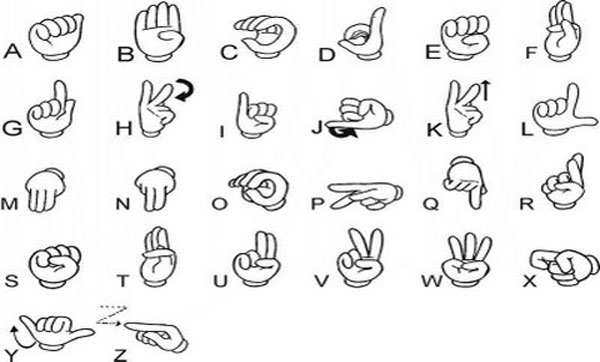 A B C D E F
G H I J K L
M N O P Q R
S T U V W X
Y Z